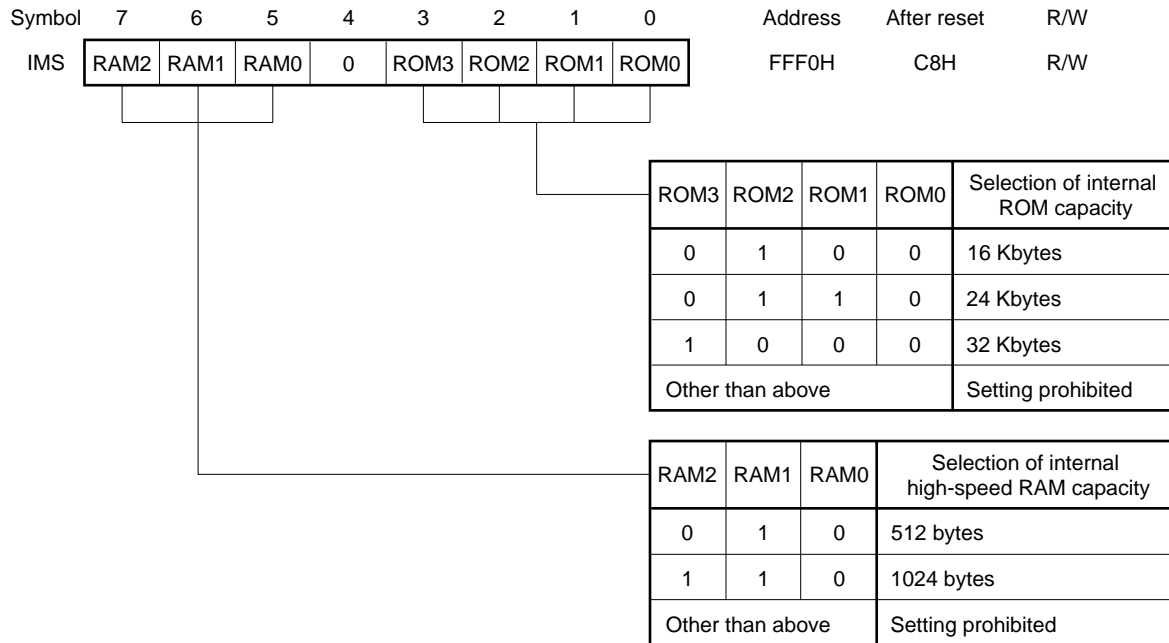 Symbol 7 6 5 4 3 2 1 0 Address After reset R/W
IMS RAM2 RAM1 RAM0 0 ROM3 ROM2 ROM1 ROM0 FFF0H C8H R/W
ROM3 ROM2 ROM1 ROM0 Selection of internal
ROM capacity
0 1 0 0 16 Kbytes
0 1 1 0 24 Kbytes
1 0 0 0 32 Kbytes
Other than above Setting prohibited
RAM2 RAM1 RAM0 Selection of internal
high-speed RAM capacity
0 1 0 512 bytes
1 1 0 1024 bytes
Other than above Setting prohibited